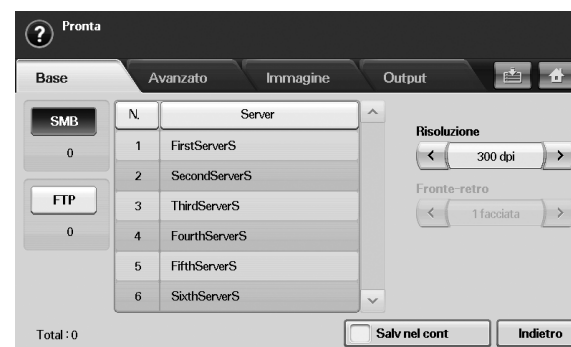 ? Pronta
Base Avanzato Immagine Output
SMB
0
FTP
0
N. Server
1 FirstServerS
2 SecondServerS
3 ThirdServerS
4 FourthServerS
5 FifthServerS
6 SixthServerS
Risoluzione
< 300 dpi >
Fronte-retro
< 1 facciata >
Total : 0
Salv nel cont
Indietro